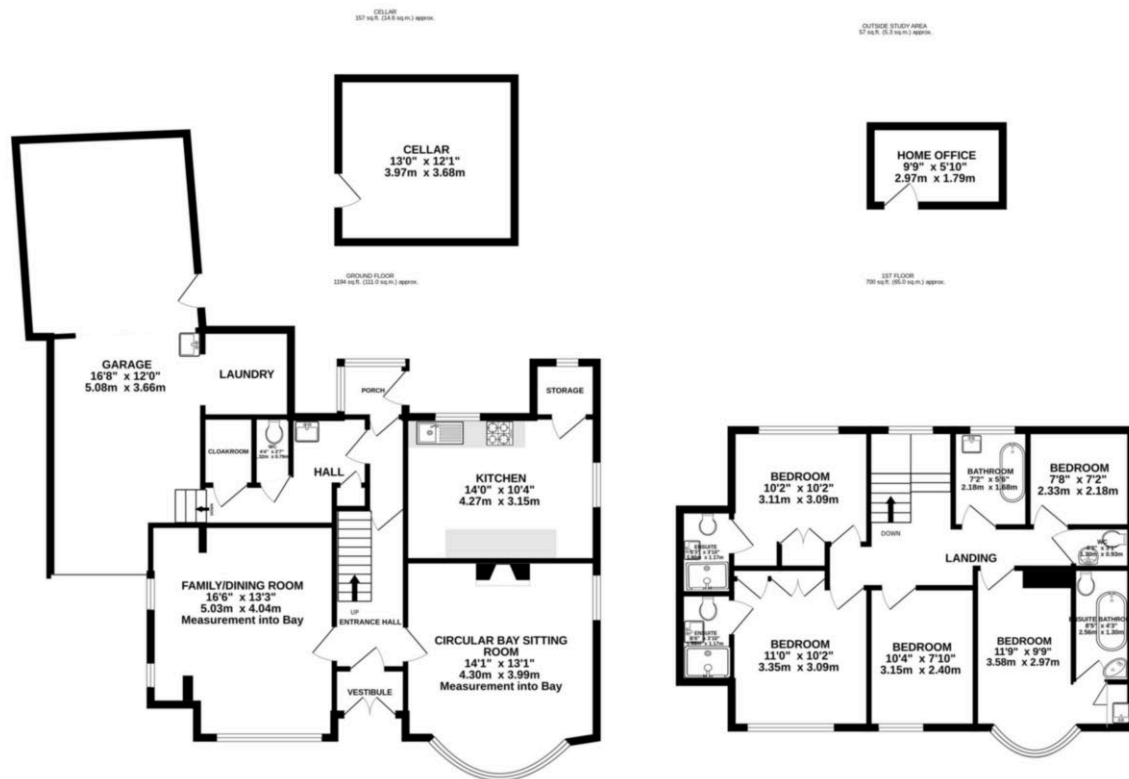 CELLAR
157 sq.ft. (14.6 sq.m.) approx.
OUTSIDE STUDY AREA
57 sq.ft. (5.3 sq.m.) approx.
CELLAR
13'0" x 12'1"
3.97m x 3.68m
HOME OFFICE
9'9" x 5'10"
2.97m x 1.79m
GROUND FLOOR
1194 sq.ft. (111.0 sq.m.) approx.
1ST FLOOR
700 sq.ft. (65.0 sq.m.) approx.
GARAGE
16'8" x 12'0"
5.08m x 3.66m
LAUNDRY
PORCH
STORAGE
CLOAKROOM
WC
HALL
KITCHEN
14'0" x 10'4"
4.27m x 3.15m
DOWN
FAMILY/DINING ROOM
16'6" x 13'3"
5.03m x 4.04m
Measurement into Bay
UP
ENTRANCE HALL
CIRCULAR BAY SITTING
ROOM
14'1" x 13'1"
4.30m x 3.99m
Measurement into Bay
VESTIBULE
BEDROOM
10'2" x 10'2"
3.11m x 3.09m
BATHROOM
7'2" x 5'6"
2.18m x 1.68m
BEDROOM
7'8" x 7'2"
2.33m x 2.18m
DOWN
LANDING
WC
ENSUITE
ENSUITE
BEDROOM
11'0" x 10'2"
3.35m x 3.09m
BEDROOM
10'4" x 7'10"
3.15m x 2.40m
BEDROOM
11'9" x 9'9"
3.58m x 2.97m
ENSUITE BATHROOM
8'5" x 4'3"
2.56m x 1.30m